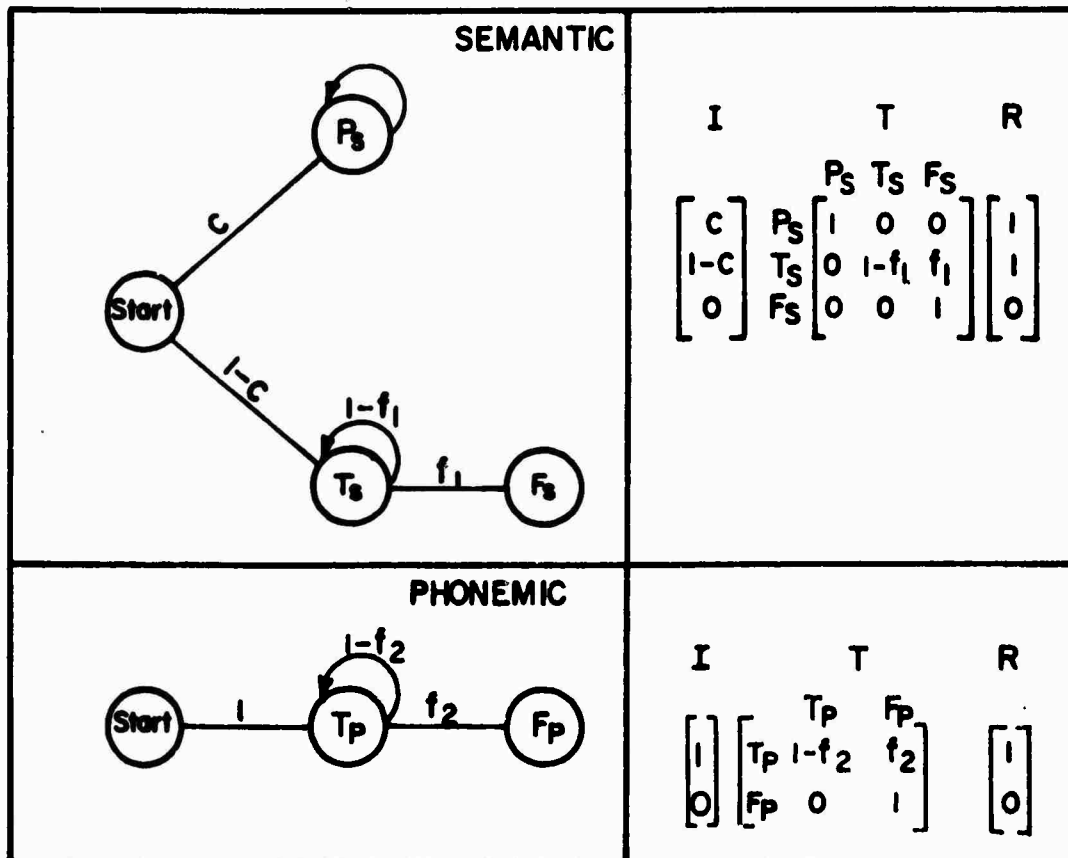 SEMANTIC
Ps
C
Start
1-C
1-f1
Ts
f1
Fs
I T R
Ps Ts Fs
C Ps 1 0 0 1
1-C Ts 0 1-f1 f1 1
0 Fs 0 0 1 0
PHONEMIC
1-f2
Start 1 Tp f2 Fp
I T R
Tp Fp
1 Tp 1-f2 f2 1
0 Fp 0 1 0